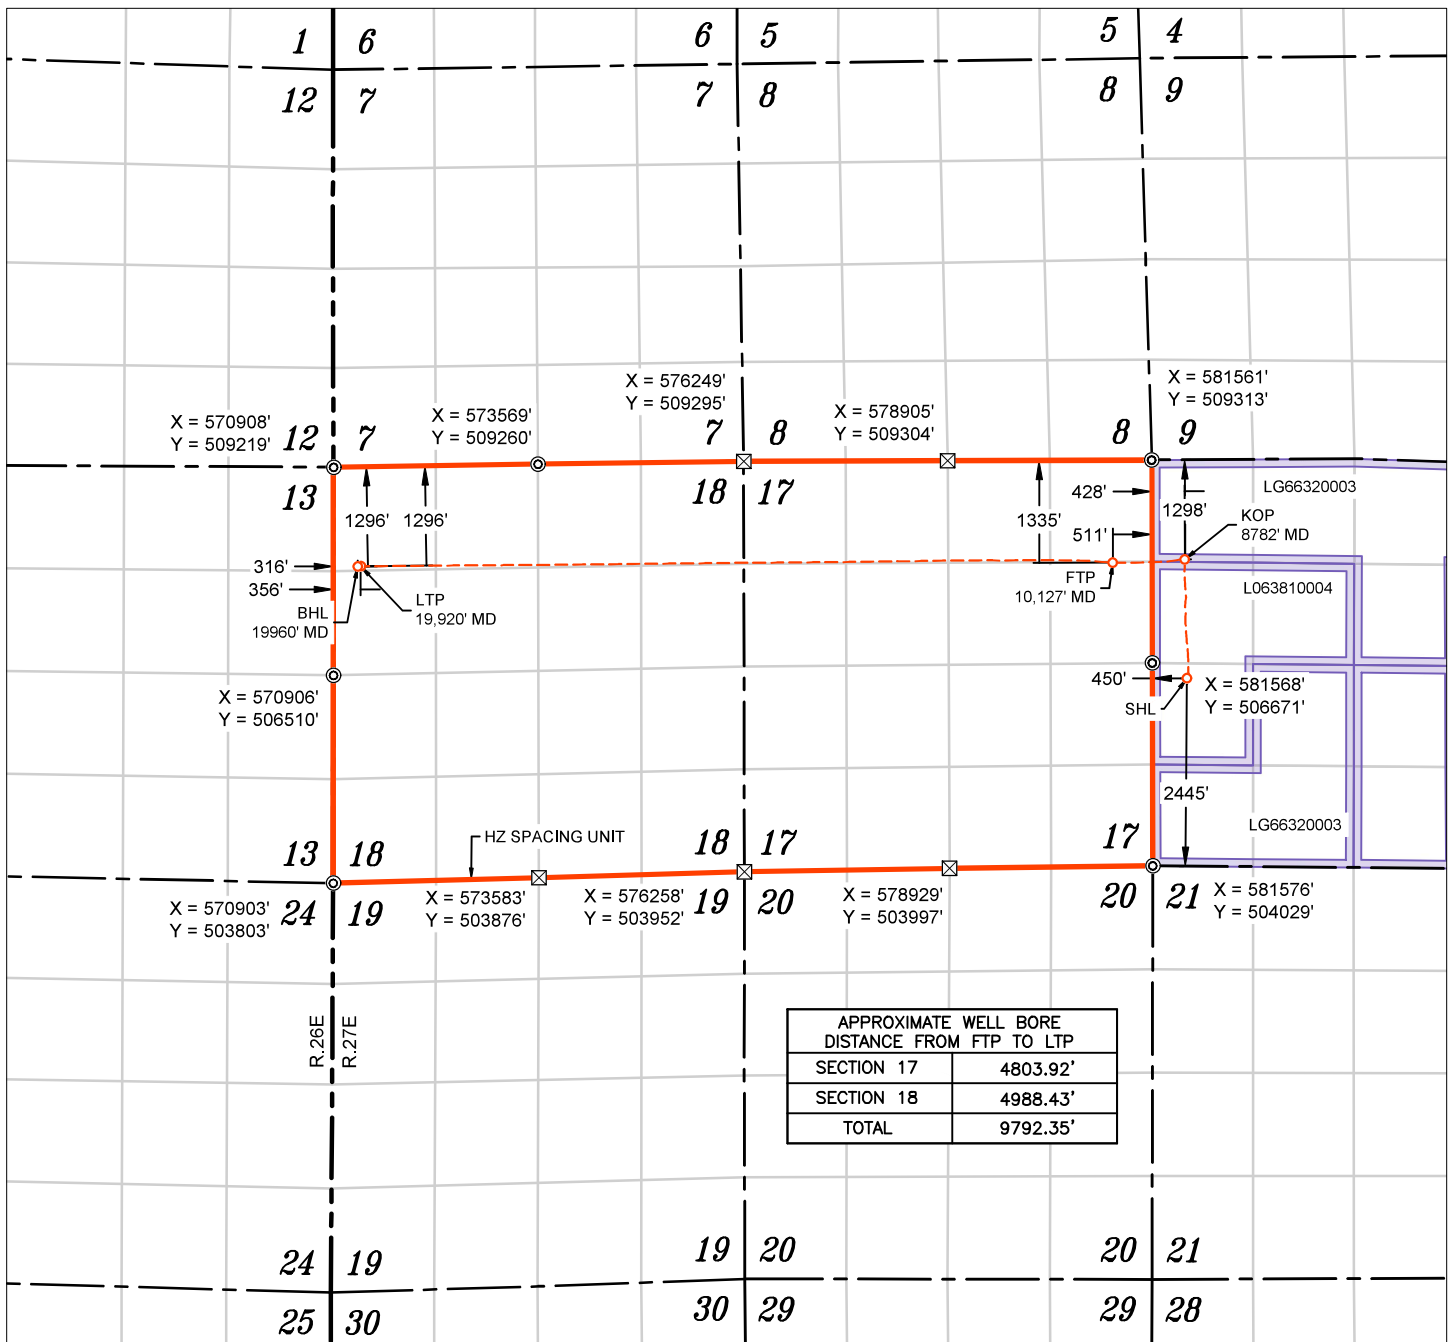 1 6
6 5
5 4
12 7
7 8
8 9
X = 570908'
Y = 509219'
X = 573569'
Y = 509260'
X = 576249'
Y = 509295'
X = 578905'
Y = 509304'
X = 581561'
Y = 509313'
12 7
7 8
8 9
13
18 17
1296' 1296'
1335'
428'
511'
1298'
LG66320003
KOP
8782' MD
316'
356'
BHL
19960' MD
LTP
19,920' MD
FTP
10,127' MD
L063810004
X = 570906'
Y = 506510'
450'
SHL
X = 581568'
Y = 506671'
2445'
LG66320003
HZ SPACING UNIT
13 18
18 17
17
X = 570903'
Y = 503803'
24 19
X = 573583'
Y = 503876'
X = 576258'
Y = 503952'
19 20
X = 578929'
Y = 503997'
20 21
X = 581576'
Y = 504029'
R.26E
R.27E
APPROXIMATE WELL BORE
DISTANCE FROM FTP TO LTP
SECTION 17 4803.92'
SECTION 18 4988.43'
TOTAL 9792.35'
24 19
19 20
20 21
25 30
30 29
29 28